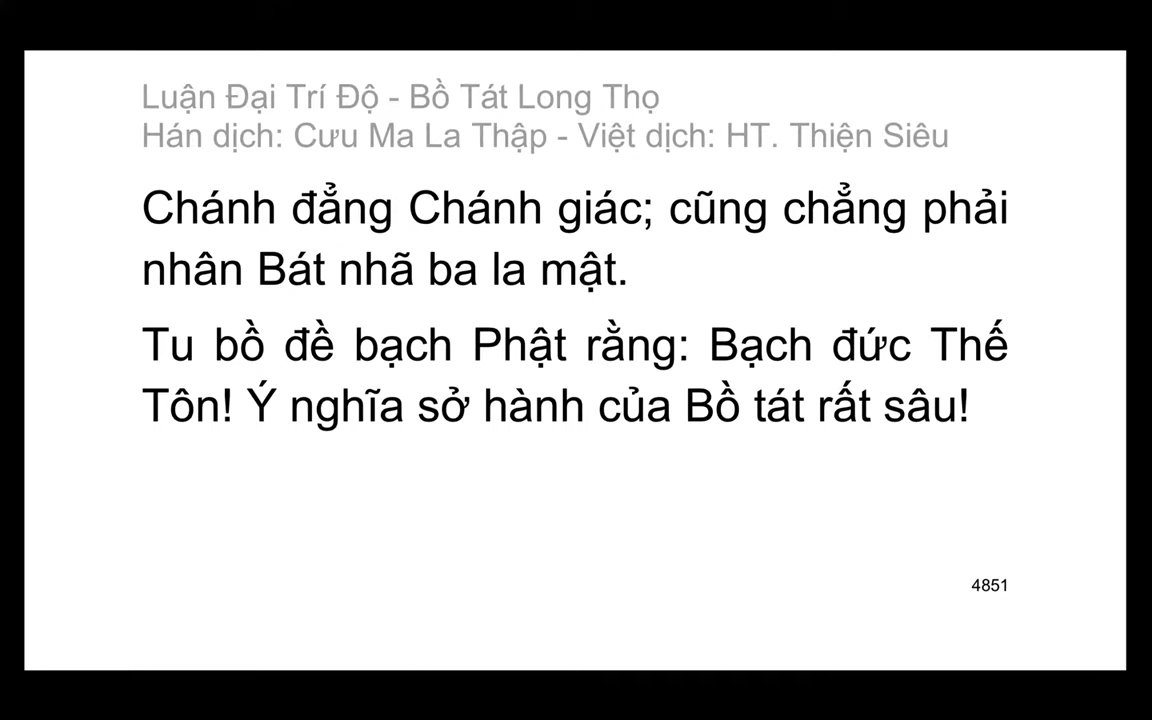 Luận Đại Trí Độ - Bồ Tát Long Thọ
Hán dịch: Cưu Ma La Thập - Việt dịch: HT. Thiện Siêu
Chánh đẳng Chánh giác; cũng chẳng phải
nhân Bát nhã ba la mật.
Tu bồ đề bạch Phật rằng: Bạch đức Thế
Tôn! Ý nghĩa sở hành của Bồ tát rất sâu!
4851